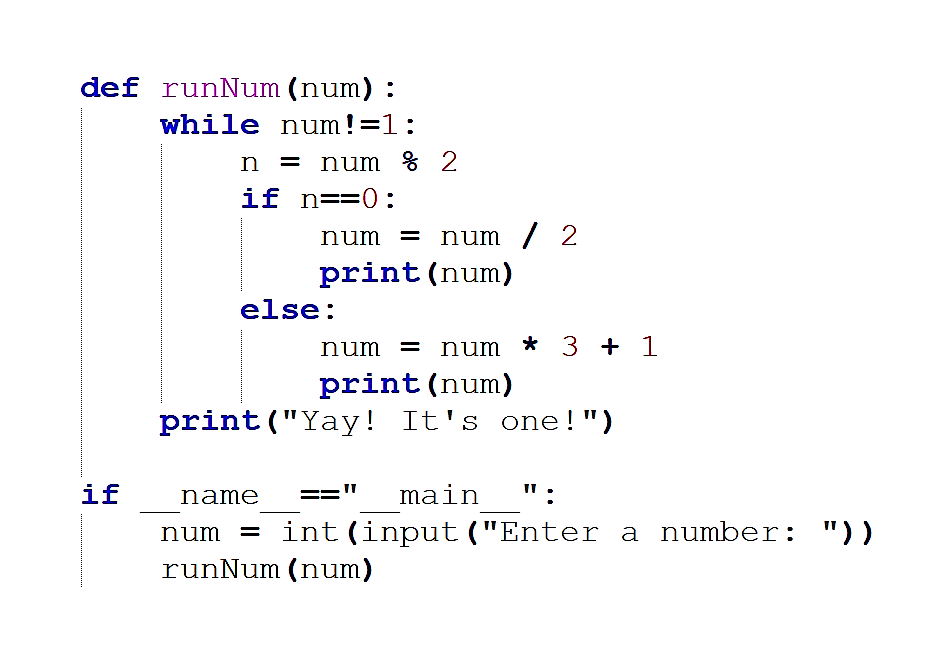 def runNum(num):
    while num!=1:
        n = num % 2
        if n==0:
            num = num / 2
            print(num)
        else:
            num = num * 3 + 1
            print(num)
    print("Yay! It's one!")

if __name__=="__main__":
    num = int(input("Enter a number: "))
    runNum(num)